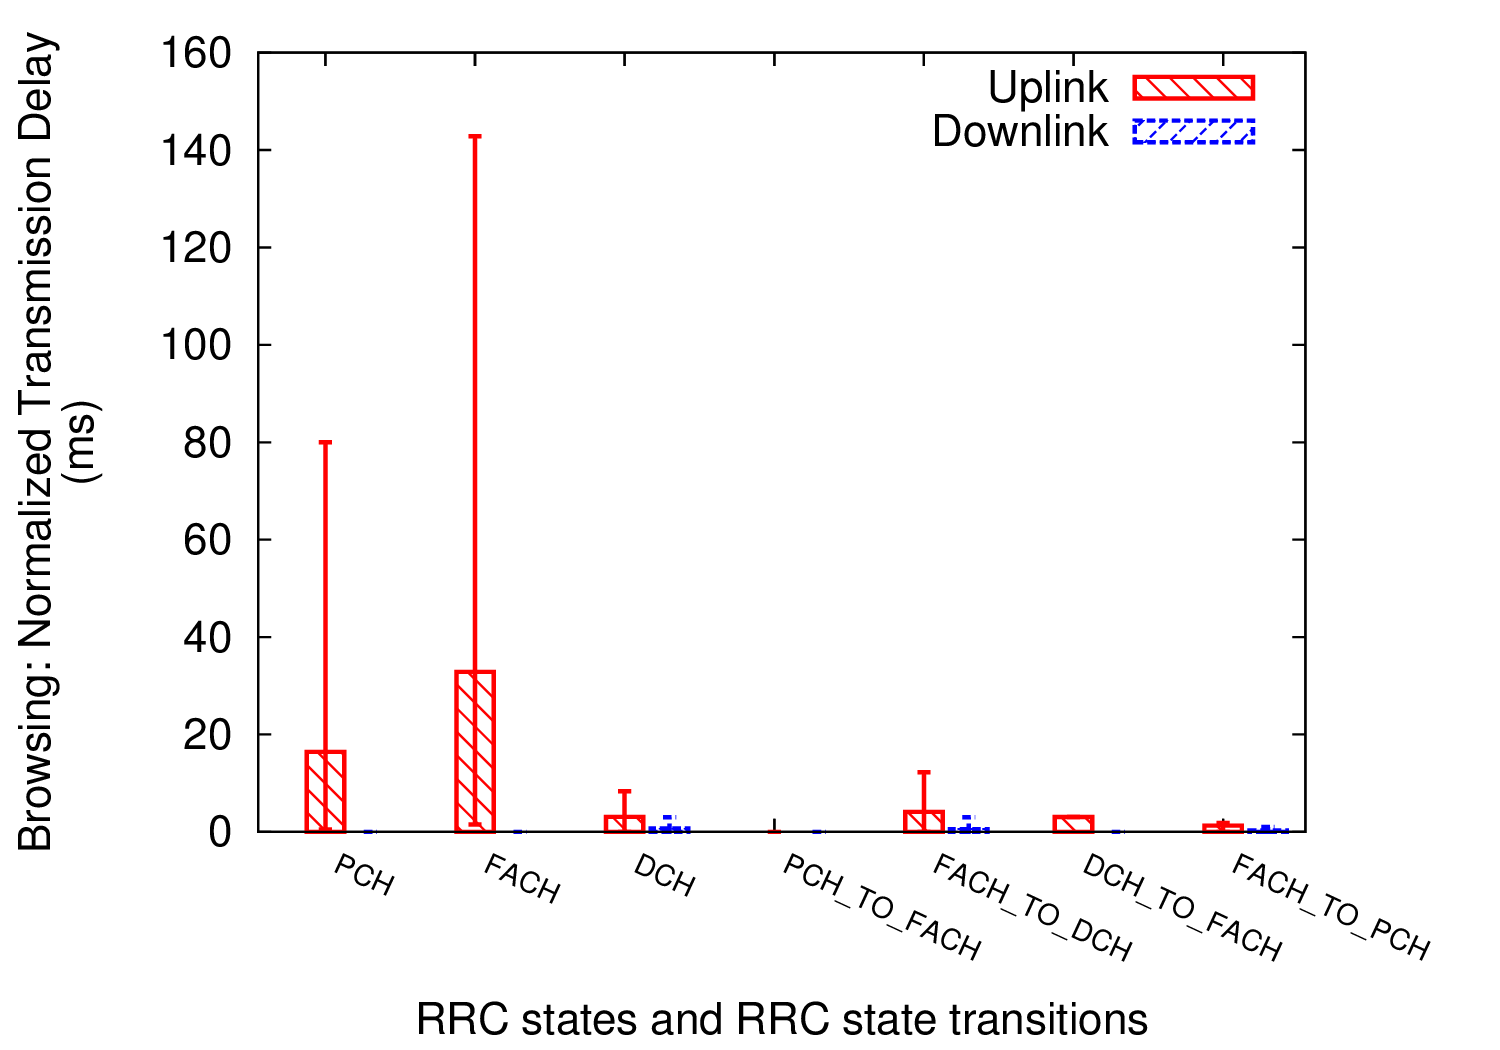 Browsing: Normalized Transmission Delay
(ms)
160
140
120
100
80
60
40
20
0
Uplink
Downlink
PCH
FACH
DCH
PCH_TO_FACH
FACH_TO_DCH
DCH_TO_FACH
FACH_TO_PCH
RRC states and RRC state transitions